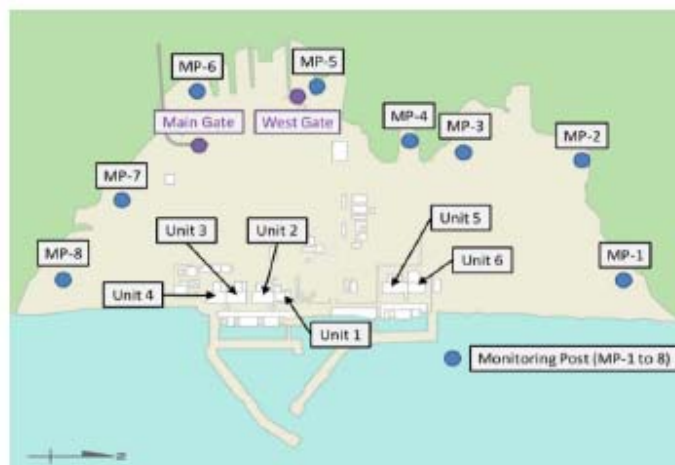 MP-6
MP-5
Main Gate
West Gate
MP-4
MP-3
MP-2
MP-7
Unit 3
Unit 2
Unit 5
Unit 6
MP-8
Unit 4
MP-1
Unit 1
Monitoring Post (MP-1 to 8)
N